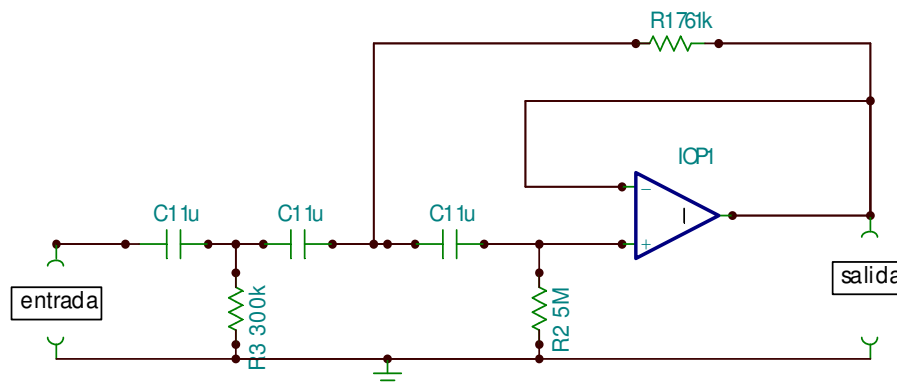 R1761k
IOP1
C11u
C11u
C11u
entrada
R3 300k
R2 5M
salida